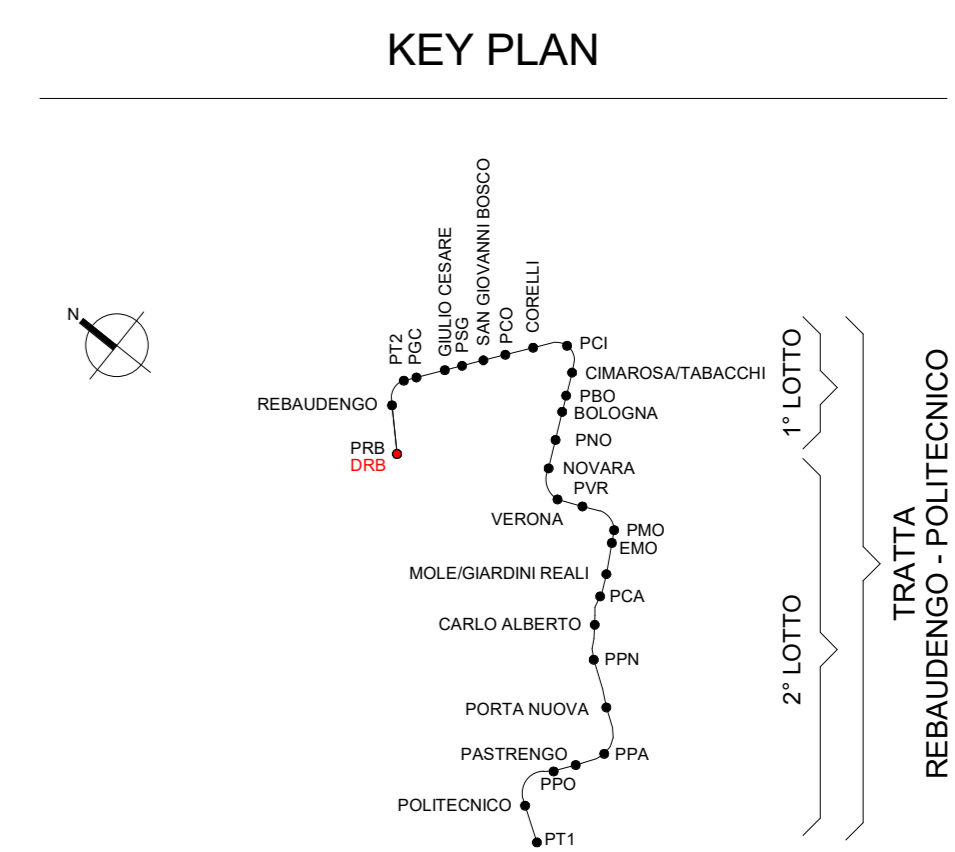 KEY PLAN
N
REBAUDENGO
PRB
DRB
PT2
PGC
GIULIO CESARE
PSG
SAN GIOVANNI BOSCO
PCO
CORELLI
PCI
CIMAROSA/TABACCHI
PBO
BOLOGNA
PNO
NOVARA
PVR
VERONA
PMO
EMO
MOLE/GIARDINI REALI
PCA
CARLO ALBERTO
PPN
PORTA NUOVA
PPA
PASTRENGO
PPO
POLITECNICO
PT1
1° LOTTO
2° LOTTO
TRATTA
REBAUDENGO - POLITECNICO